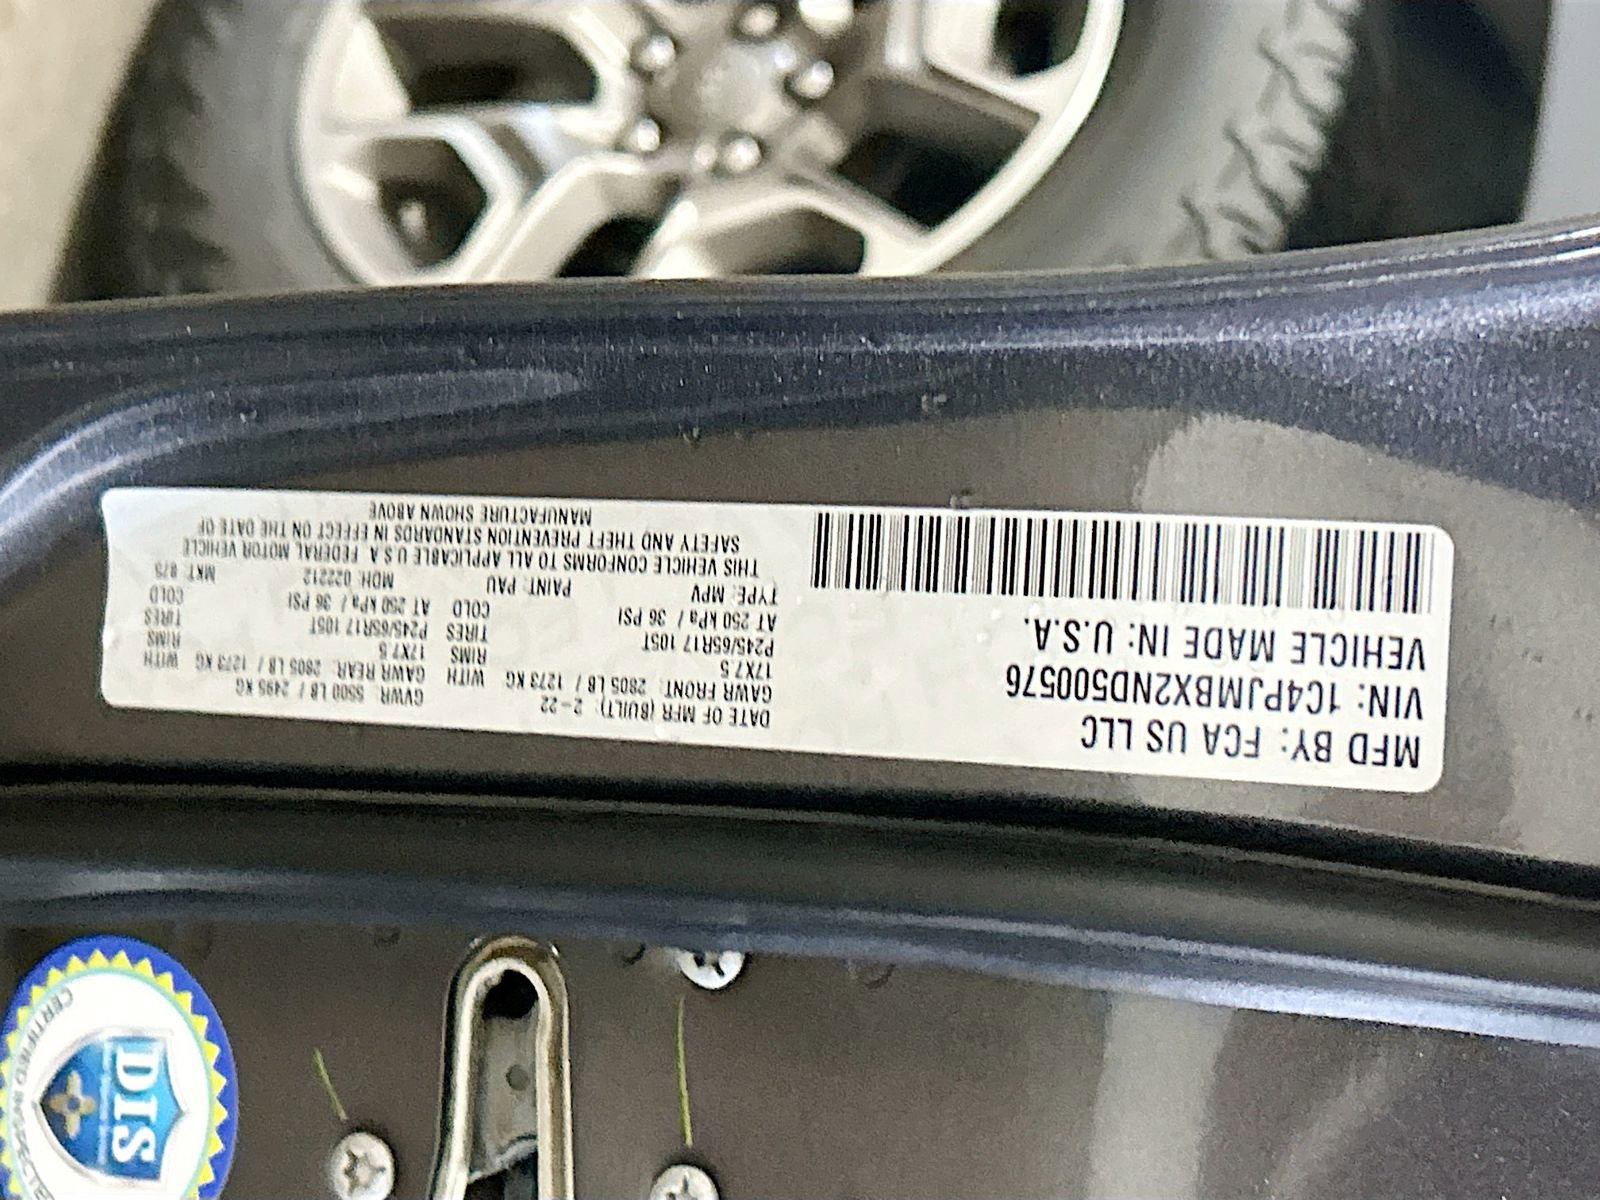 MFD BY: FCA US LLC
VIN: 1C4PJMBX2ND500576
VEHICLE MADE IN: U.S.A.
DATE OF MFR (BUILT): 2-22 GVWR: 5500 LB / 2495 KG
GAWR FRONT: 2805 LB / 1273 KG WITH GAWR REAR: 2805 LB / 1273 KG WITH
17X7.5 RIMS 17X7.5 RIMS
P245/65R17 105T TIRES P245/65R17 105T TIRES
AT 250 kPa / 36 PSI COLD AT 250 kPa / 36 PSI COLD
TYPE: MPV PAINT: PAU MDH: 022212 MKT: 875
THIS VEHICLE CONFORMS TO ALL APPLICABLE U.S.A. FEDERAL MOTOR VEHICLE
SAFETY AND THEFT PREVENTION STANDARDS IN EFFECT ON THE DATE OF
MANUFACTURE SHOWN ABOVE
DIS
CERTIFIED